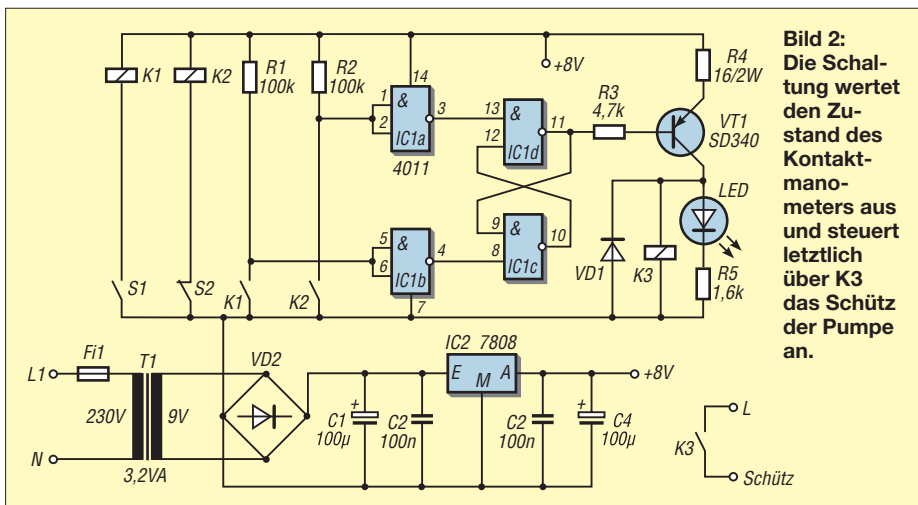 K1
K2
R1
100k
R2
100k
14
+8V
R4
16/2W
1
2
&
3
IC1a
4011
13
12
&
11
IC1d
R3
4,7k
VT1
SD340
LED
5
6
&
4
IC1b
7
9
8
&
10
IC1c
VD1
K3
R5
1,6k
S1
S2
K1
K2
L1
Fi1
T1
230V
9V
N
3,2VA
VD2
C1
100µ
+
C2
100n
IC2 7808
E
M
A
C2
100n
+
C4
100µ
+8V
K3
L
Schütz
Bild 2:
Die Schal-
tung wertet
den Zu-
stand des
Kontakt-
mano-
meters aus
und steuert
letztlich
über K3
das Schütz
der Pumpe
an.